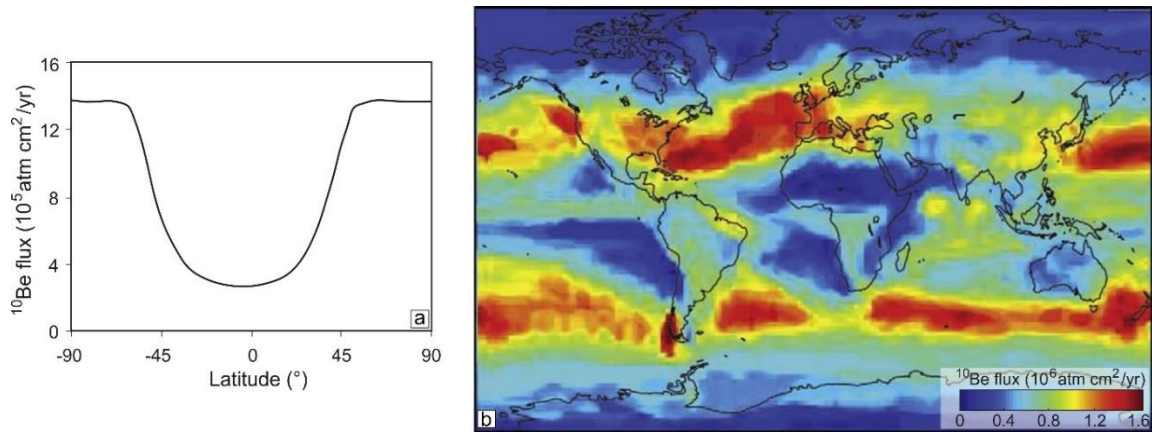 16
12
8
4
0
-90
-45
0
45
90
¹⁰Be flux (10⁵atm cm²/yr)
Latitude (°)
a
b
¹⁰Be flux (10⁶atm cm²/yr)
0 0.4 0.8 1.2 1.6